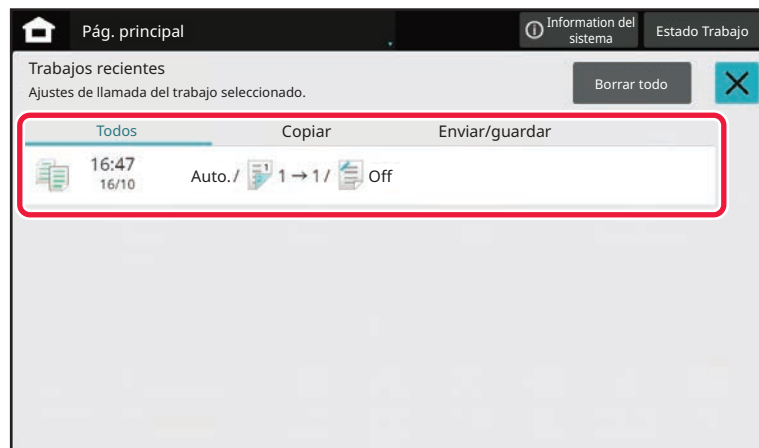 Pág. principal
Information del
sistema
Estado Trabajo
Trabajos recientes
Ajustes de llamada del trabajo seleccionado.
Borrar todo
Todos Copiar Enviar/guardar
16:47
16/10
Auto./ 1 1→1/ Off